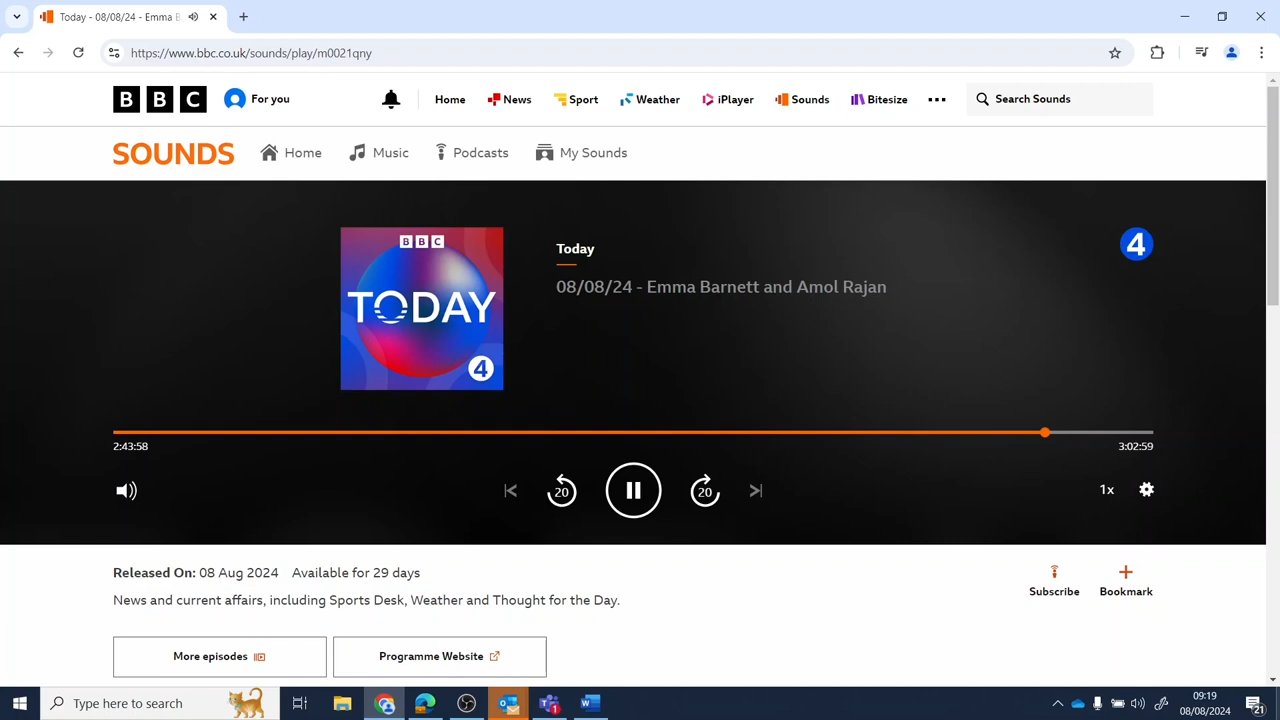 Today - 08/08/24 - Emma B
https://www.bbc.co.uk/sounds/play/m0021qny
BBC
For you
Home
News
Sport
Weather
iPlayer
Sounds
Bitesize
Search Sounds
SOUNDS
Home
Music
Podcasts
My Sounds
BBC
TODAY
4
Today
08/08/24 - Emma Barnett and Amol Rajan
4
2:43:58
3:02:59
20
20
1x
Released On: 08 Aug 2024 Available for 29 days
News and current affairs, including Sports Desk, Weather and Thought for the Day.
Subscribe
Bookmark
More episodes
Programme Website
Type here to search
1
09:19
08/08/2024
21